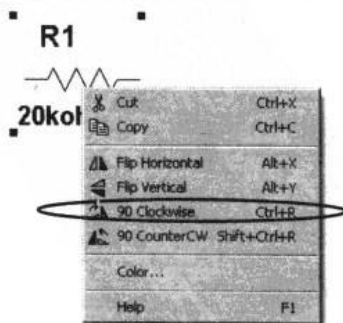 R1
20koh
Cut Ctrl+X
Copy Ctrl+C
Flip Horizontal Alt+X
Flip Vertical Alt+Y
90 Clockwise Ctrl+R
90 CounterCW Shift+Ctrl+R
Color...
Help F1